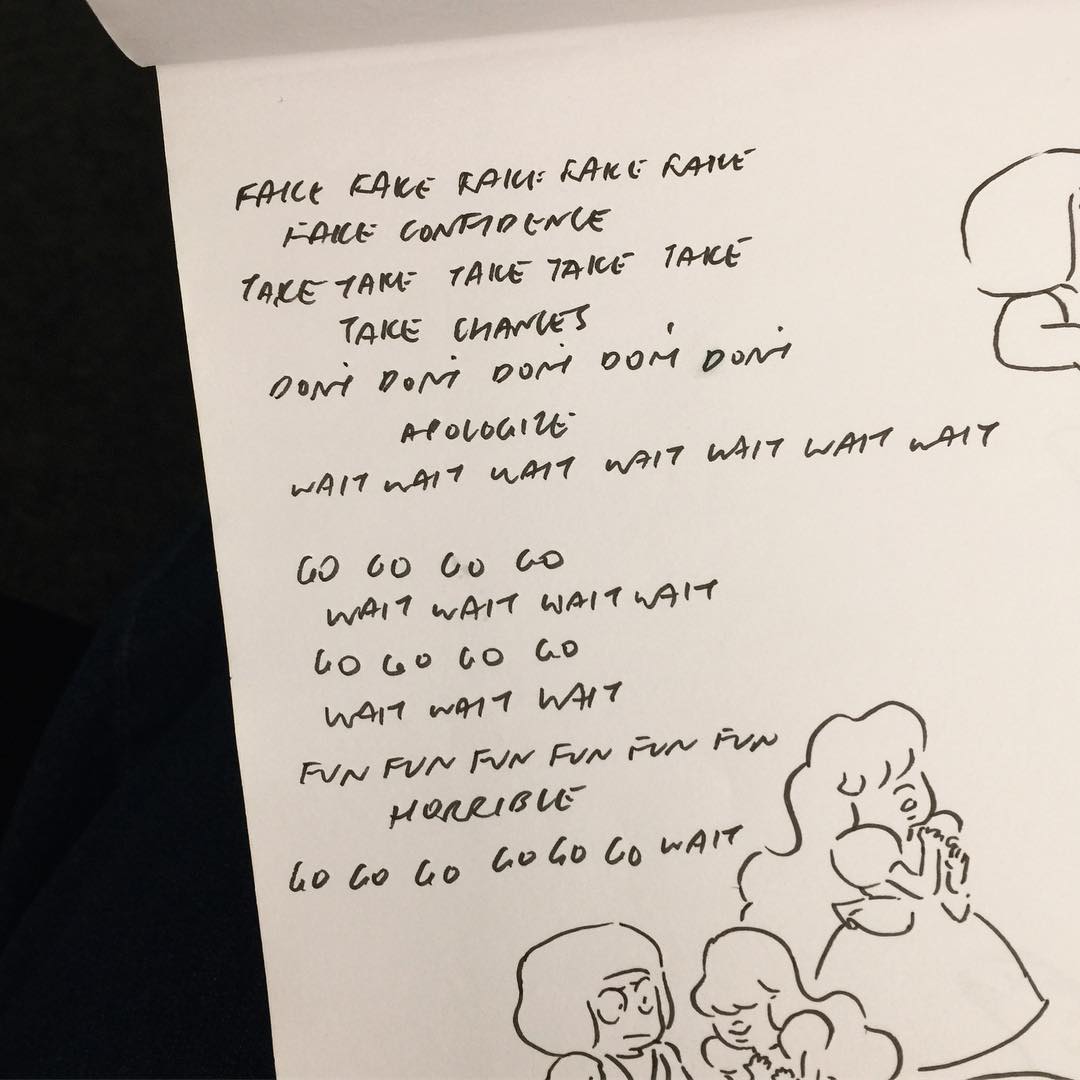 FAKE FAKE FAKE FAKE FAKE
FAKE CONFIDENCE
TAKE TAKE TAKE TAKE TAKE
TAKE CHANCES
DON'T DON'T DON'T DON'T DON'T
APOLOGIZE
WAIT WAIT WAIT WAIT WAIT WAIT WAIT
GO GO GO GO
WAIT WAIT WAIT WAIT
GO GO GO GO
WAIT WAIT WAIT
FUN FUN FUN FUN FUN FUN
HORRIBLE
GO GO GO GO GO GO WAIT